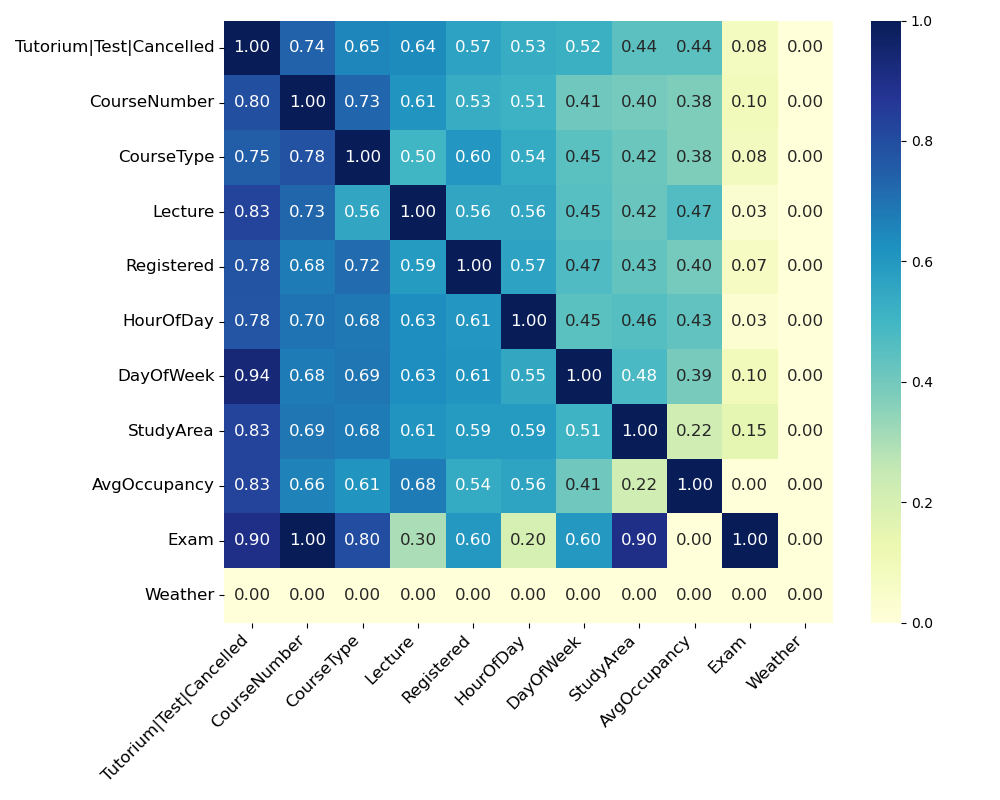 1.0
Tutorium|Test|Cancelled 1.00 0.74 0.65 0.64 0.57 0.53 0.52 0.44 0.44 0.08 0.00
CourseNumber 0.80 1.00 0.73 0.61 0.53 0.51 0.41 0.40 0.38 0.10 0.00
0.8
CourseType 0.75 0.78 1.00 0.50 0.60 0.54 0.45 0.42 0.38 0.08 0.00
Lecture 0.83 0.73 0.56 1.00 0.56 0.56 0.45 0.42 0.47 0.03 0.00
Registered 0.78 0.68 0.72 0.59 1.00 0.57 0.47 0.43 0.40 0.07 0.00
0.6
HourOfDay 0.78 0.70 0.68 0.63 0.61 1.00 0.45 0.46 0.43 0.03 0.00
DayOfWeek 0.94 0.68 0.69 0.63 0.61 0.55 1.00 0.48 0.39 0.10 0.00
0.4
StudyArea 0.83 0.69 0.68 0.61 0.59 0.59 0.51 1.00 0.22 0.15 0.00
AvgOccupancy 0.83 0.66 0.61 0.68 0.54 0.56 0.41 0.22 1.00 0.00 0.00
0.2
Exam 0.90 1.00 0.80 0.30 0.60 0.20 0.60 0.90 0.00 1.00 0.00
Weather 0.00 0.00 0.00 0.00 0.00 0.00 0.00 0.00 0.00 0.00 0.00
0.0
Tutorium|Test|Cancelled
CourseNumber
CourseType
Lecture
Registered
HourOfDay
DayOfWeek
StudyArea
AvgOccupancy
Exam
Weather